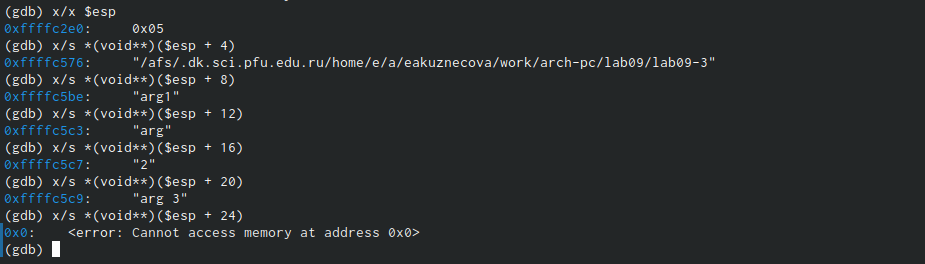 (gdb) x/x $esp
0xffffc2e0:     0x05
(gdb) x/s *(void**)($esp + 4)
0xffffc576:     "/afs/.dk.sci.pfu.edu.ru/home/e/a/eakuznecova/work/arch-pc/lab09/lab09-3"
(gdb) x/s *(void**)($esp + 8)
0xffffc5be:     "arg1"
(gdb) x/s *(void**)($esp + 12)
0xffffc5c3:     "arg"
(gdb) x/s *(void**)($esp + 16)
0xffffc5c7:     "2"
(gdb) x/s *(void**)($esp + 20)
0xffffc5c9:     "arg 3"
(gdb) x/s *(void**)($esp + 24)
0x0:    <error: Cannot access memory at address 0x0>
(gdb)